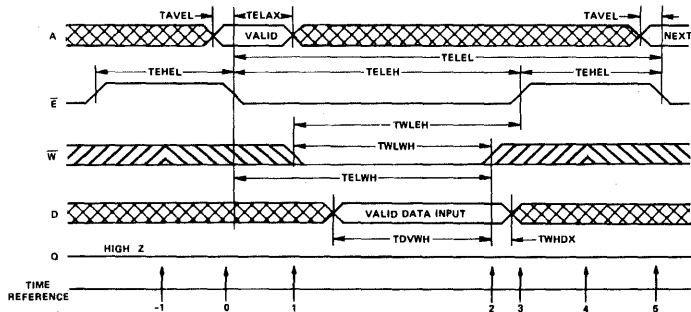 TAVEL TELAX TAVEL
A VALID NEXT
TELEL
TEHEL TELEH TEHEL
E
TWLEH
TWLWH
W
TELWH
D VALID DATA INPUT
TDVWH TWHDX
Q HIGH Z
TIME
REFERENCE
-1 0 1 2 3 4 5